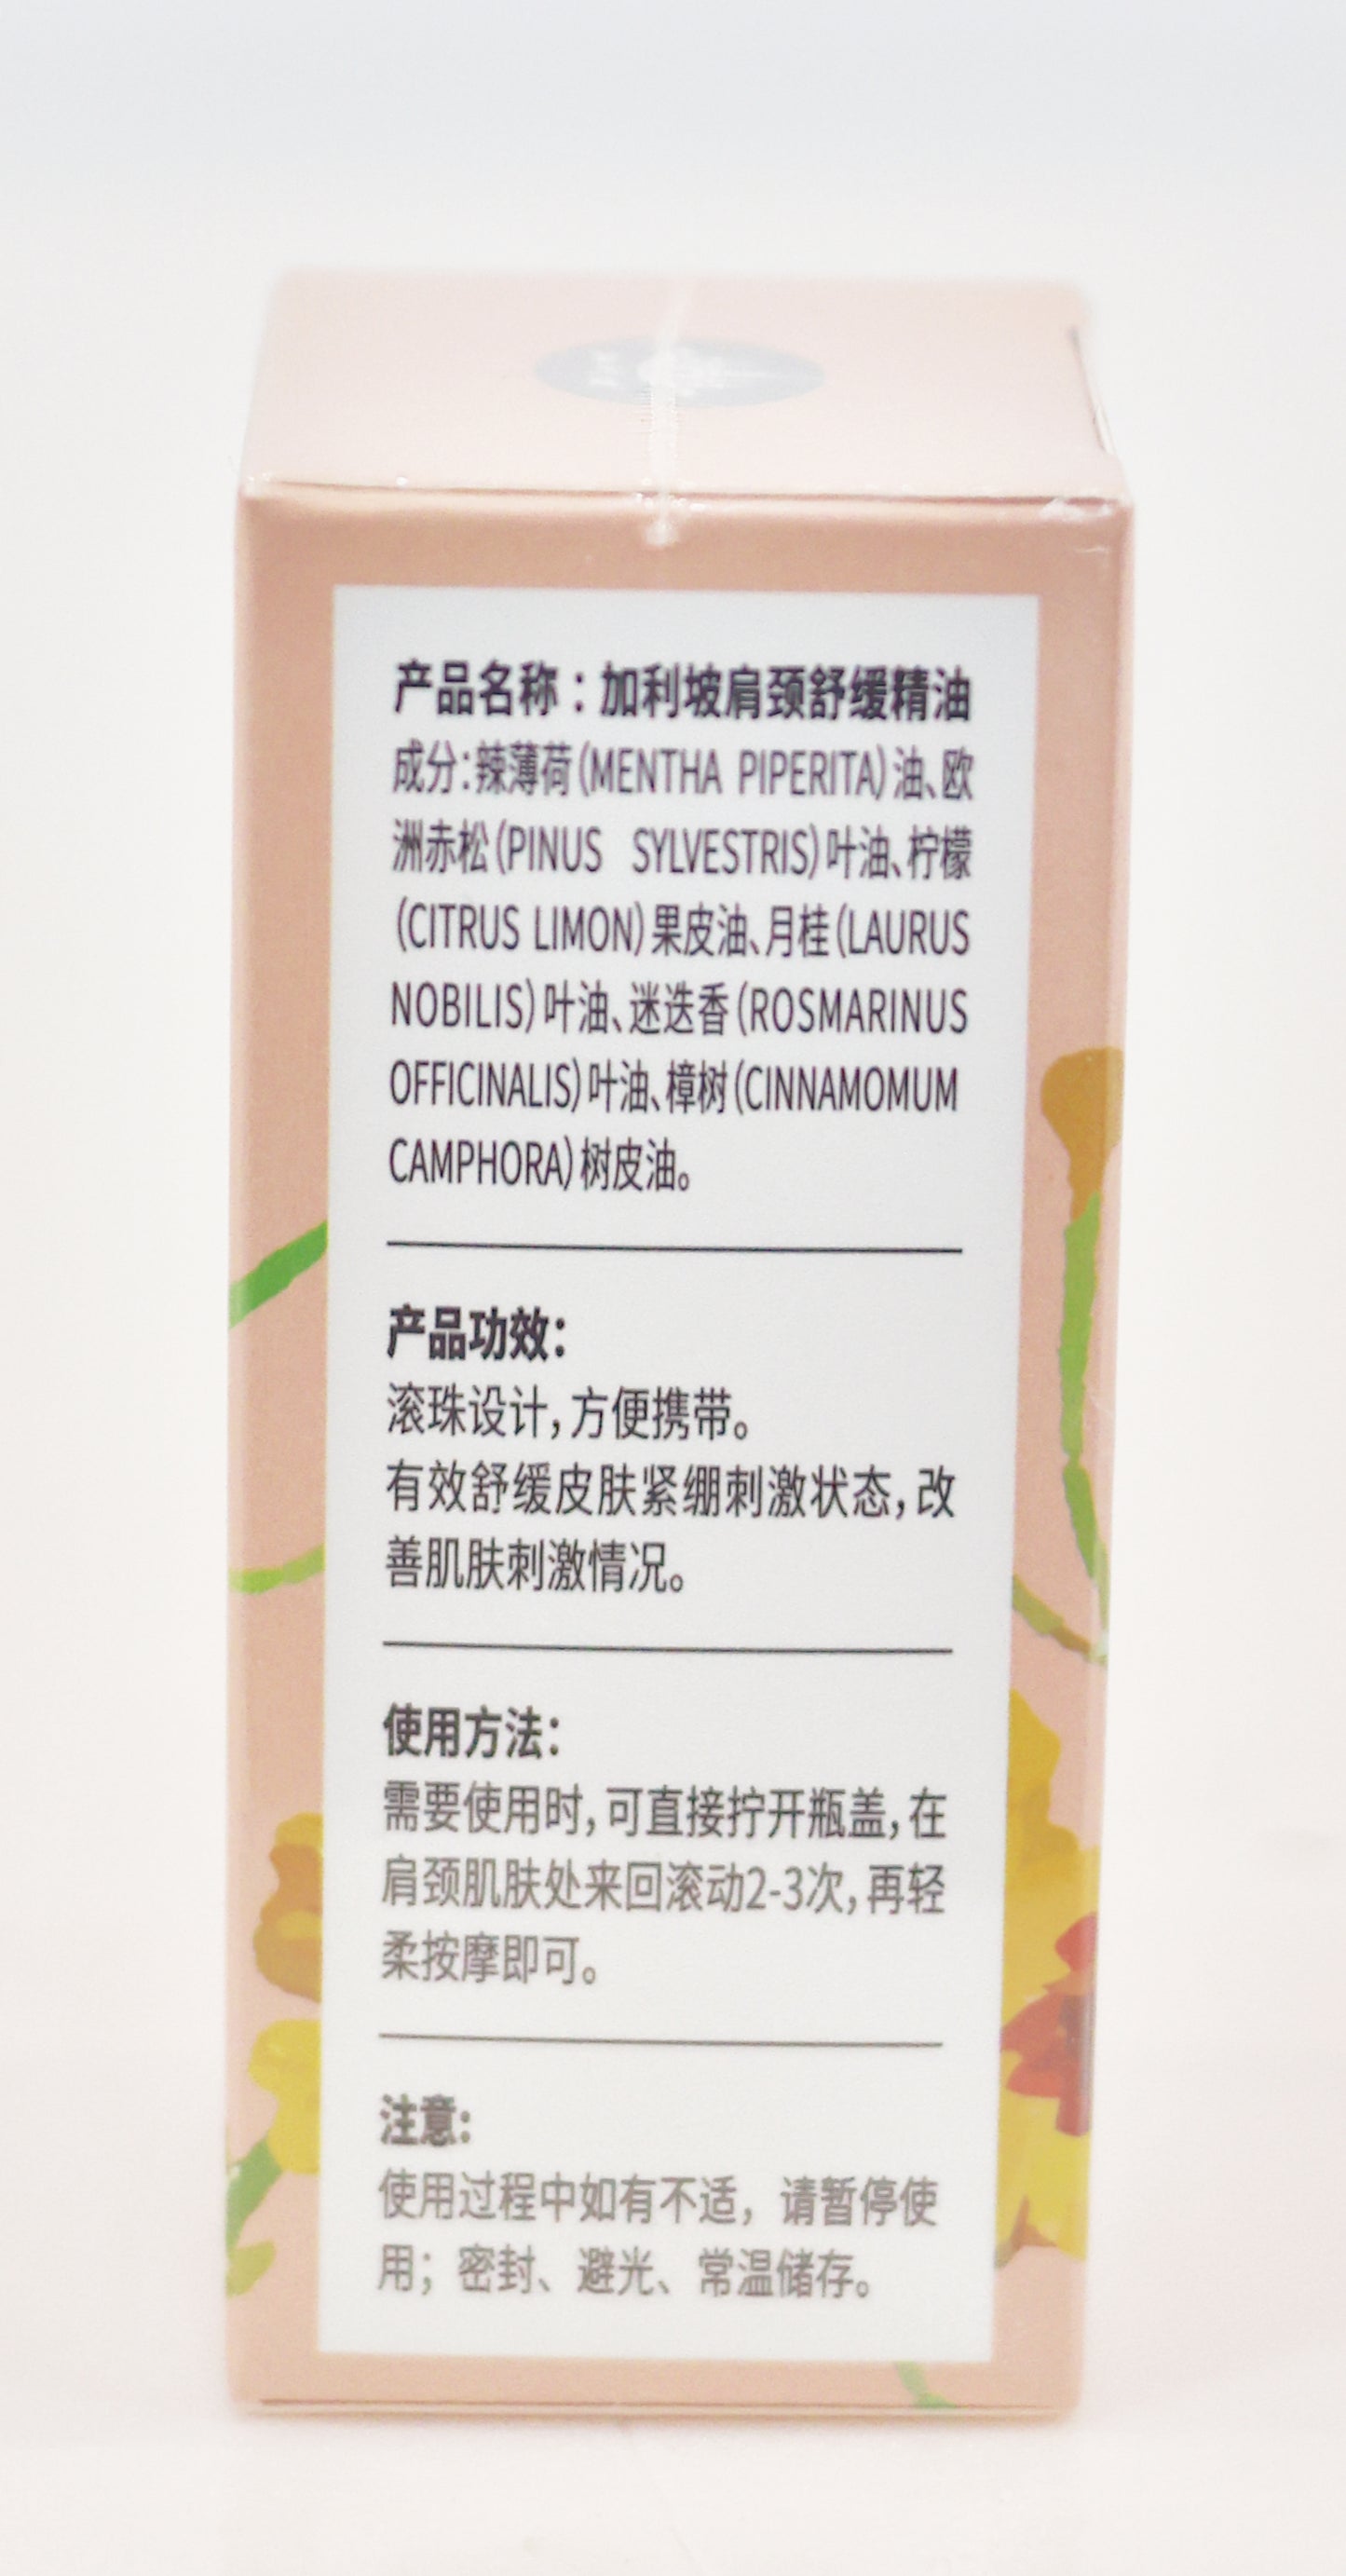 产品名称：加利坡肩颈舒缓精油
成分：辣薄荷（MENTHA PIPERITA）油、欧
洲赤松（PINUS SYLVESTRIS）叶油、柠檬
（CITRUS LIMON）果皮油、月桂（LAURUS
NOBILIS）叶油、迷迭香（ROSMARINUS
OFFICINALIS）叶油、樟树（CINNAMOMUM
CAMPHORA）树皮油。
产品功效：
滚珠设计，方便携带。
有效舒缓皮肤紧绷刺激状态，改
善肌肤刺激情况。
使用方法：
需要使用时，可直接拧开瓶盖，在
肩颈肌肤处来回滚动2-3次，再轻
柔按摩即可。
注意：
使用过程中如有不适，请暂停使
用；密封、避光、常温储存。